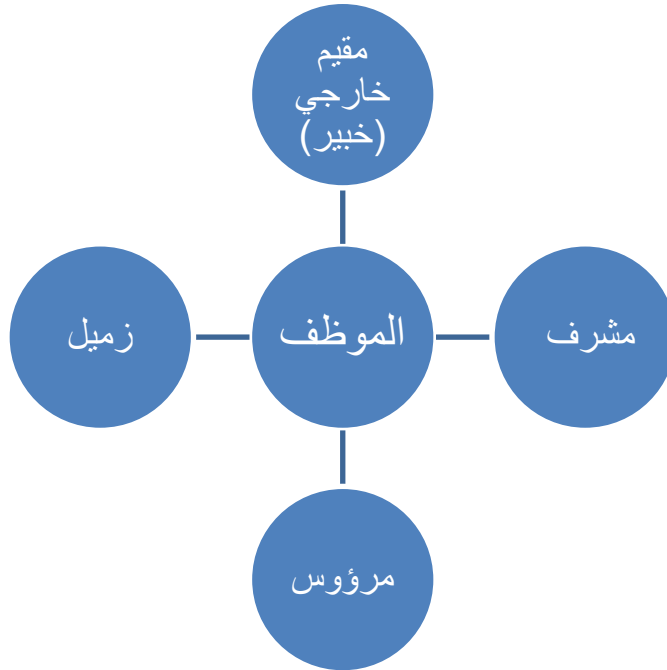 مقيم
خارجي
(خبير)
مشرف
الموظف
زميل
مرؤوس